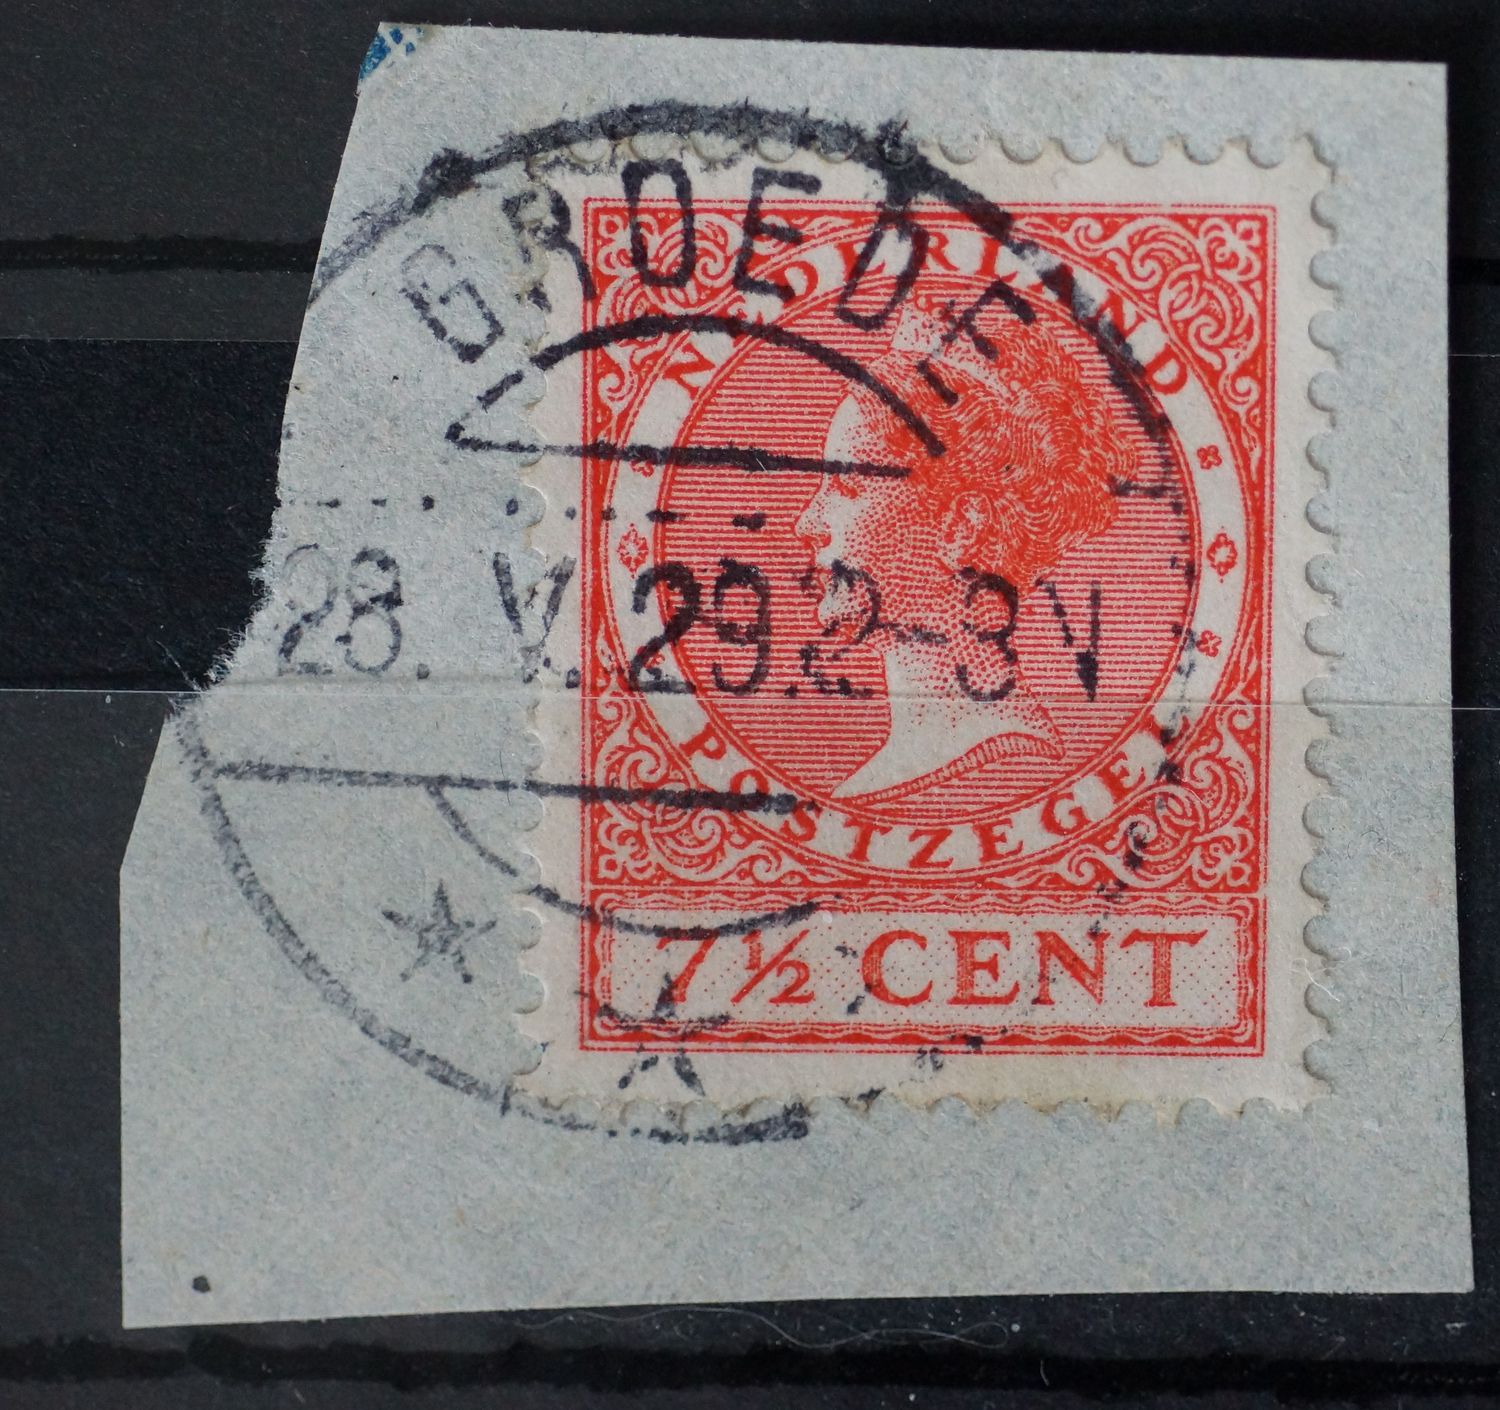 GROEDE
NEDERLAND
28. V. 29.2-3V
POSTZEGEL
7½ CENT